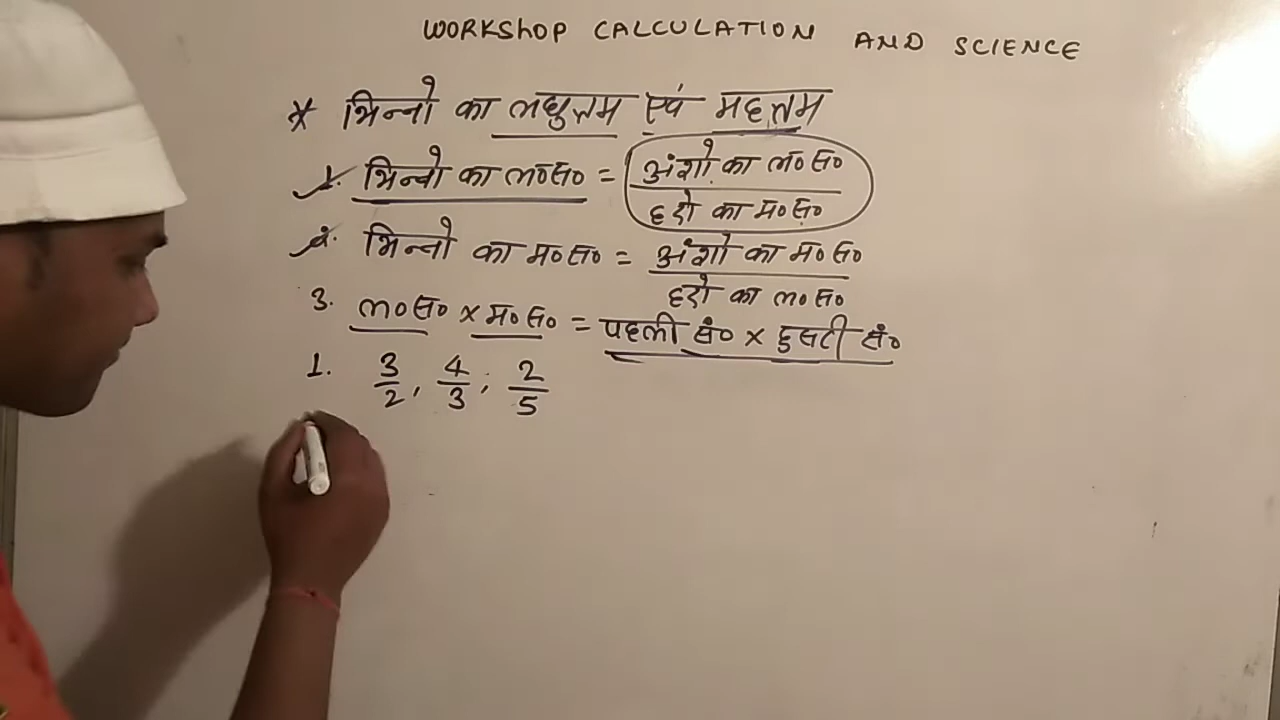 WORKSHOP CALCULATION AND SCIENCE
* भिन्नो का लघुत्तम एवं महत्तम
1. भिन्नो का ल०स० = अंशो का ल०स० / हरो का म०स०
2. भिन्नो का म०स० = अंशो का म०स० / हरो का ल०स०
3. ल०स० × म०स० = पहली सं० × दुसरी सं०
1. 3/2, 4/3, 2/5